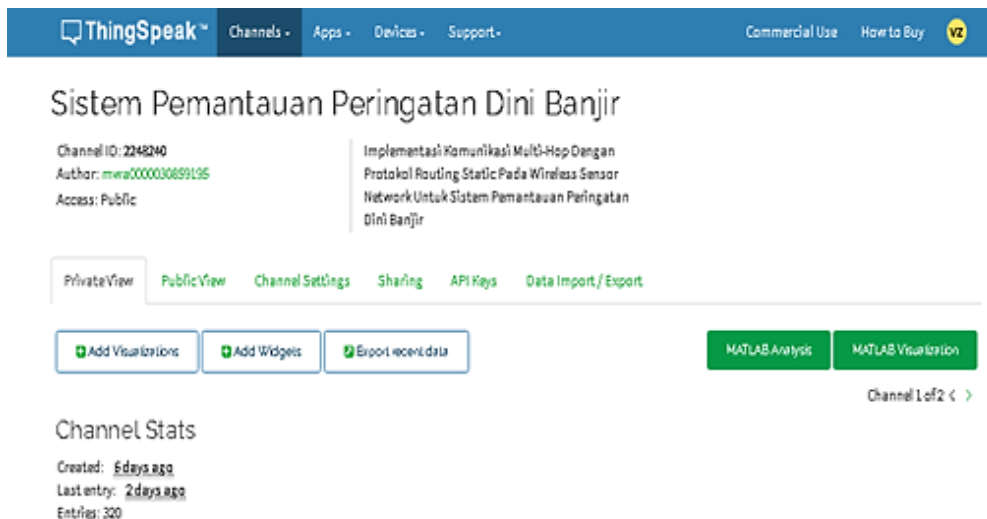 ThingSpeak™ Channels Apps Devices Support Commercial Use How to Buy VZ
Sistem Pemantauan Peringatan Dini Banjir
Channel ID: 2248240
Author: mwa0000030859195
Access: Public
Implementasi Komunikasi Multi-Hop Dengan
Protokol Routing Static Pada Wireless Sensor
Network Untuk Sistem Pemantauan Peringatan
Dini Banjir
Private View Public View Channel Settings Sharing API Keys Data Import / Export
Add Visualizations Add Widgets Export recent data MATLAB Analysis MATLAB Visualization
Channel 1 of 2 < >
Channel Stats
Created: 6 days ago
Last entry: 2 days ago
Entries: 320